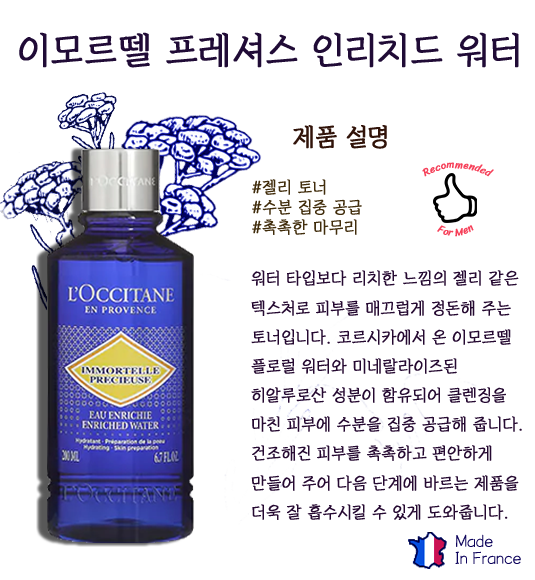 이모르뗄 프레셔스 인리치드 워터
제품 설명
#젤리 토너
#수분 집중 공급
#촉촉한 마무리
Recommended
For Men
워터 타입보다 리치한 느낌의 젤리 같은
텍스처로 피부를 매끄럽게 정돈해 주는
토너입니다. 코르시카에서 온 이모르뗄
플로럴 워터와 미네랄라이즈된
히알루로산 성분이 함유되어 클렌징을
마친 피부에 수분을 집중 공급해 줍니다.
건조해진 피부를 촉촉하고 편안하게
만들어 주어 다음 단계에 바르는 제품을
더욱 잘 흡수시킬 수 있게 도와줍니다.
Made
In France
L'OCCITANE
L'OCCITANE
EN PROVENCE
IMMORTELLE
PRECIEUSE
EAU ENRICHIE
ENRICHED WATER
Hydratant · Préparation de la peau
Hydrating · Skin preparation
200 ML 6.7 FL.OZ.
L'OCCITANE